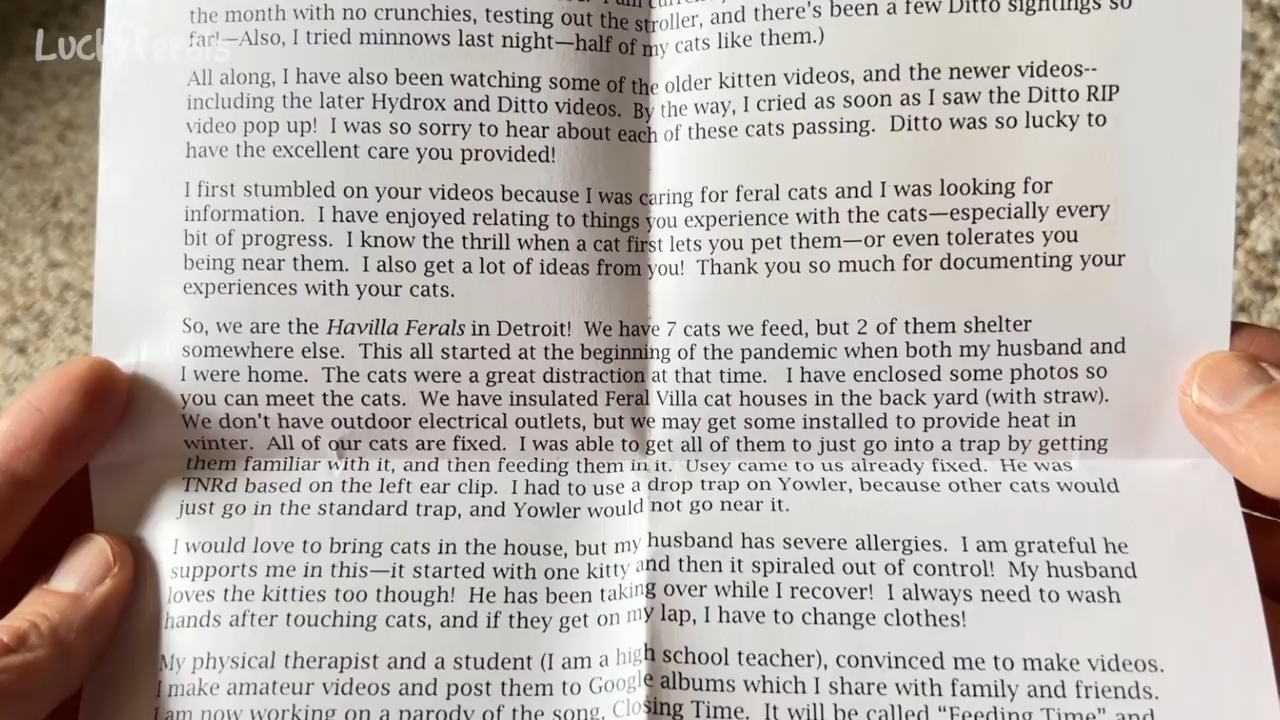 LuckyFerals
the month with no crunchies, testing out the stroller, and there's been a few Ditto sightings so
far!—Also, I tried minnows last night—half of my cats like them.)
All along, I have also been watching some of the older kitten videos, and the newer videos--
including the later Hydrox and Ditto videos. By the way, I cried as soon as I saw the Ditto RIP
video pop up! I was so sorry to hear about each of these cats passing. Ditto was so lucky to
have the excellent care you provided!
I first stumbled on your videos because I was caring for feral cats and I was looking for
information. I have enjoyed relating to things you experience with the cats—especially every
bit of progress. I know the thrill when a cat first lets you pet them—or even tolerates you
being near them. I also get a lot of ideas from you! Thank you so much for documenting your
experiences with your cats.
So, we are the Havilla Ferals in Detroit! We have 7 cats we feed, but 2 of them shelter
somewhere else. This all started at the beginning of the pandemic when both my husband and
I were home. The cats were a great distraction at that time. I have enclosed some photos so
you can meet the cats. We have insulated Feral Villa cat houses in the back yard (with straw).
We don't have outdoor electrical outlets, but we may get some installed to provide heat in
winter. All of our cats are fixed. I was able to get all of them to just go into a trap by getting
them familiar with it, and then feeding them in it. Usey came to us already fixed. He was
TNRd based on the left ear clip. I had to use a drop trap on Yowler, because other cats would
just go in the standard trap, and Yowler would not go near it.
I would love to bring cats in the house, but my husband has severe allergies. I am grateful he
supports me in this—it started with one kitty and then it spiraled out of control! My husband
loves the kitties too though! He has been taking over while I recover! I always need to wash
hands after touching cats, and if they get on my lap, I have to change clothes!
My physical therapist and a student (I am a high school teacher), convinced me to make videos.
I make amateur videos and post them to Google albums which I share with family and friends.
I am now working on a parody of the song, Closing Time. It will be called "Feeding Time" and